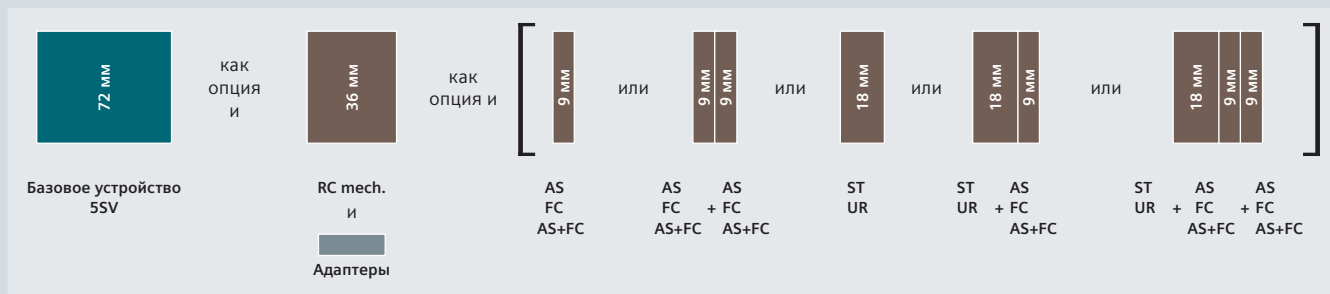 72 мм
как
опция
и
36 мм
как
опция и
9 мм
или
9 мм
9 мм
или
18 мм
или
18 мм
9 мм
или
18 мм
9 мм
9 мм
Базовое устройство
5SV
RC mech.
и
Адаптеры
AS
FC
AS+FC
AS AS
FC + FC
AS+FC AS+FC
ST
UR
ST AS
UR + FC
AS+FC
ST AS AS
UR + FC + FC
AS+FC AS+FC